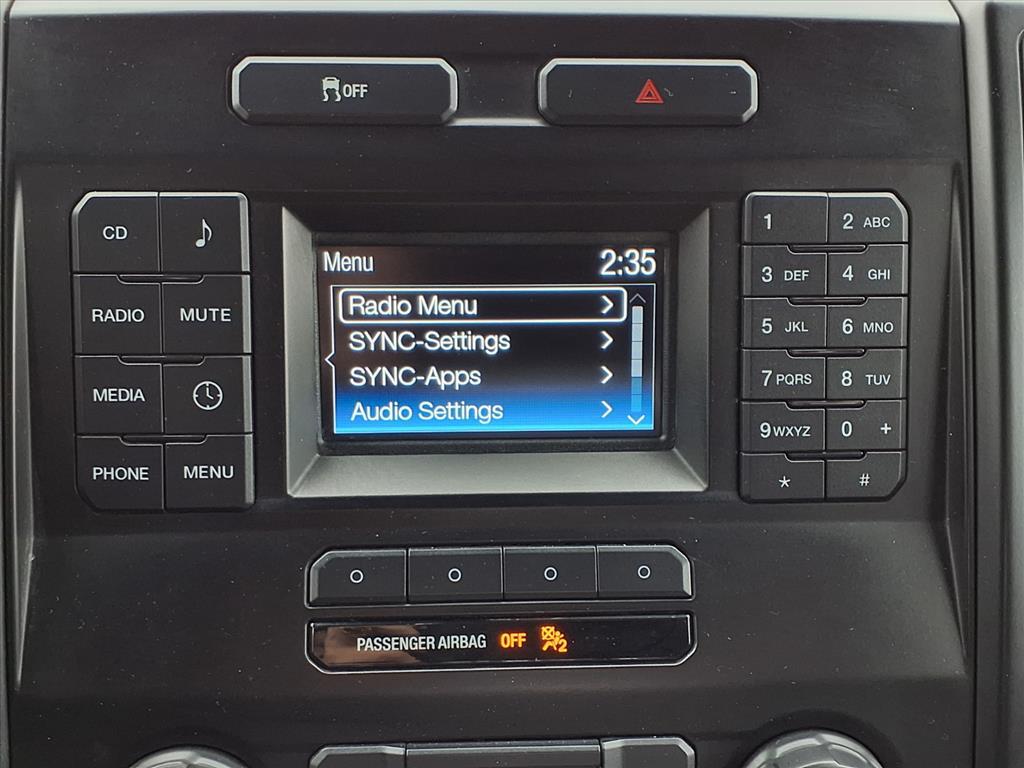 OFF
Menu 2:35
Radio Menu >
SYNC-Settings >
SYNC-Apps >
Audio Settings >
CD
RADIO MUTE
MEDIA
PHONE MENU
1 2 ABC
3 DEF 4 GHI
5 JKL 6 MNO
7 PQRS 8 TUV
9 WXYZ 0 +
* #
PASSENGER AIRBAG OFF 2